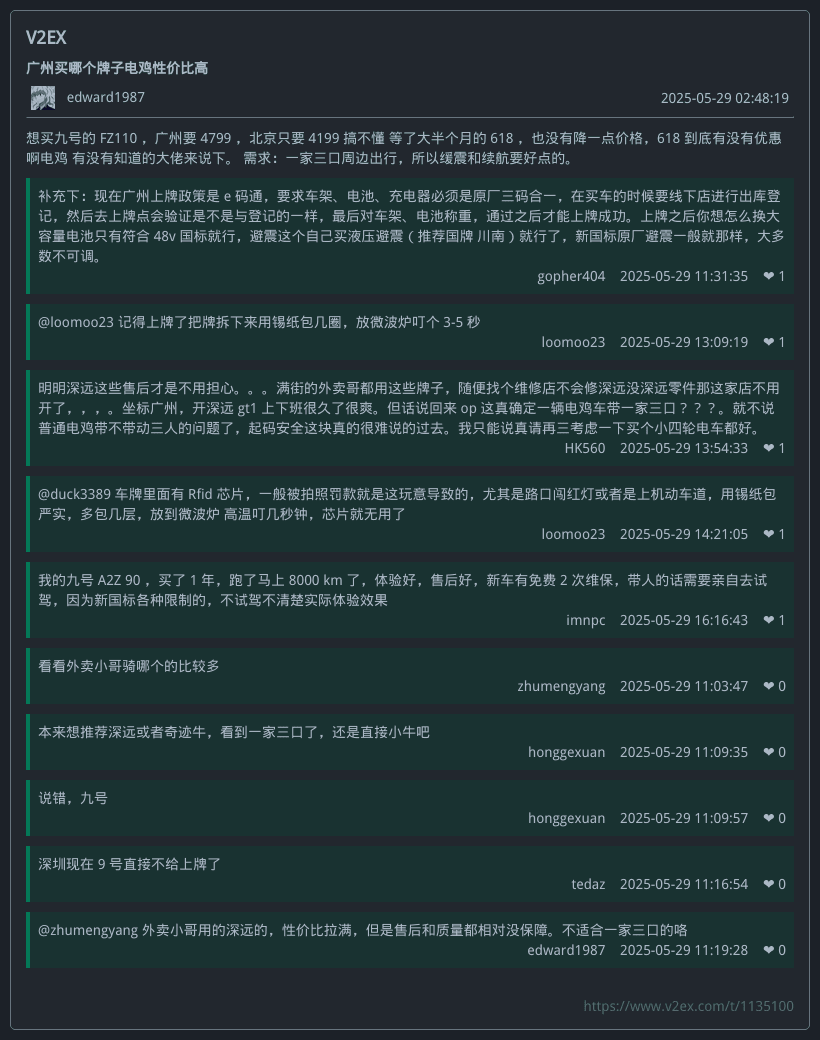 V2EX
广州买哪个牌子电鸡性价比高
edward1987
2025-05-29 02:48:19
想买九号的 FZ110 ，广州要 4799 ，北京只要 4199 搞不懂 等了大半个月的 618 ，也没有降一点价格，618 到底有没有优惠
啊电鸡 有没有知道的大佬来说下。 需求：一家三口周边出行，所以缓震和续航要好点的。
补充下：现在广州上牌政策是 e 码通，要求车架、电池、充电器必须是原厂三码合一，在买车的时候要线下店进行出库登
记，然后去上牌点会验证是不是与登记的一样，最后对车架、电池称重，通过之后才能上牌成功。上牌之后你想怎么换大
容量电池只有符合 48v 国标就行，避震这个自己买液压避震（ 推荐国牌 川南 ）就行了，新国标原厂避震一般就那样，大多
数不可调。
gopher404 2025-05-29 11:31:35 ❤ 1
@loomoo23 记得上牌了把牌拆下来用锡纸包几圈，放微波炉叮个 3-5 秒
loomoo23 2025-05-29 13:09:19 ❤ 1
明明深远这些售后才是不用担心。。。满街的外卖哥都用这些牌子，随便找个维修店不会修深远没深远零件那这家店不用
开了，，，。坐标广州，开深远 gt1 上下班很久了很爽。但话说回来 op 这真确定一辆电鸡车带一家三口？？？。就不说
普通电鸡带不带动三人的问题了，起码安全这块真的很难说的过去。我只能说真请再三考虑一下买个小四轮电车都好。
HK560 2025-05-29 13:54:33 ❤ 1
@duck3389 车牌里面有 Rfid 芯片，一般被拍照罚款就是这玩意导致的，尤其是路口闯红灯或者是上机动车道，用锡纸包
严实，多包几层，放到微波炉 高温叮几秒钟，芯片就无用了
loomoo23 2025-05-29 14:21:05 ❤ 1
我的九号 A2Z 90 ，买了 1 年，跑了马上 8000 km 了，体验好，售后好，新车有免费 2 次维保，带人的话需要亲自去试
驾，因为新国标各种限制的，不试驾不清楚实际体验效果
imnpc 2025-05-29 16:16:43 ❤ 1
看看外卖小哥骑哪个的比较多
zhumengyang 2025-05-29 11:03:47 ❤ 0
本来想推荐深远或者奇迹牛，看到一家三口了，还是直接小牛吧
honggexuan 2025-05-29 11:09:35 ❤ 0
说错，九号
honggexuan 2025-05-29 11:09:57 ❤ 0
深圳现在 9 号直接不给上牌了
tedaz 2025-05-29 11:16:54 ❤ 0
@zhumengyang 外卖小哥用的深远的，性价比拉满，但是售后和质量都相对没保障。不适合一家三口的咯
edward1987 2025-05-29 11:19:28 ❤ 0
https://www.v2ex.com/t/1135100